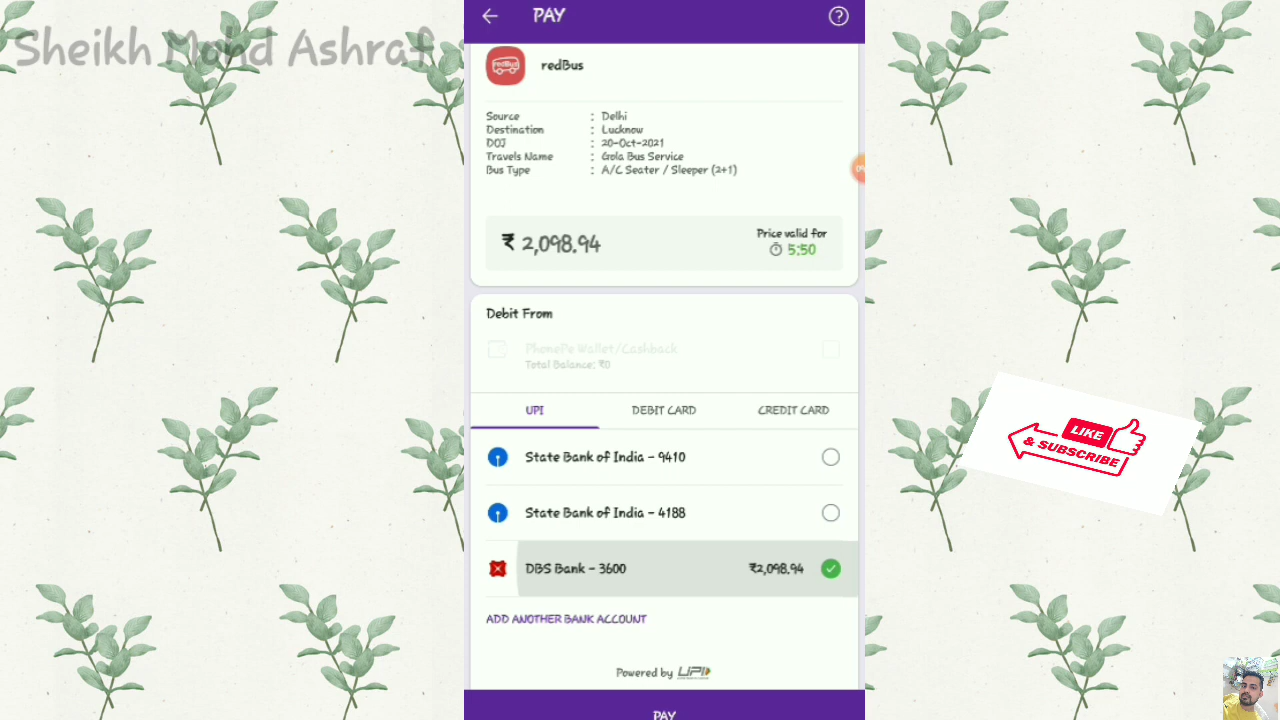 Sheikh Mohd Ashraf
PAY
redBus
redBus
Source : Delhi
Destination : Lucknow
DOJ : 20-Oct-2021
Travels Name : Gola Bus Service
Bus Type : A/C Seater / Sleeper (2+1)
₹ 2,098.94
Price valid for
5:50
Debit From
PhonePe Wallet/Cashback
Total Balance: ₹0
UPI DEBIT CARD CREDIT CARD
State Bank of India - 9410
State Bank of India - 4188
DBS Bank - 3600 ₹2,098.94
ADD ANOTHER BANK ACCOUNT
Powered by UPI
PAY
LIKE
& SUBSCRIBE